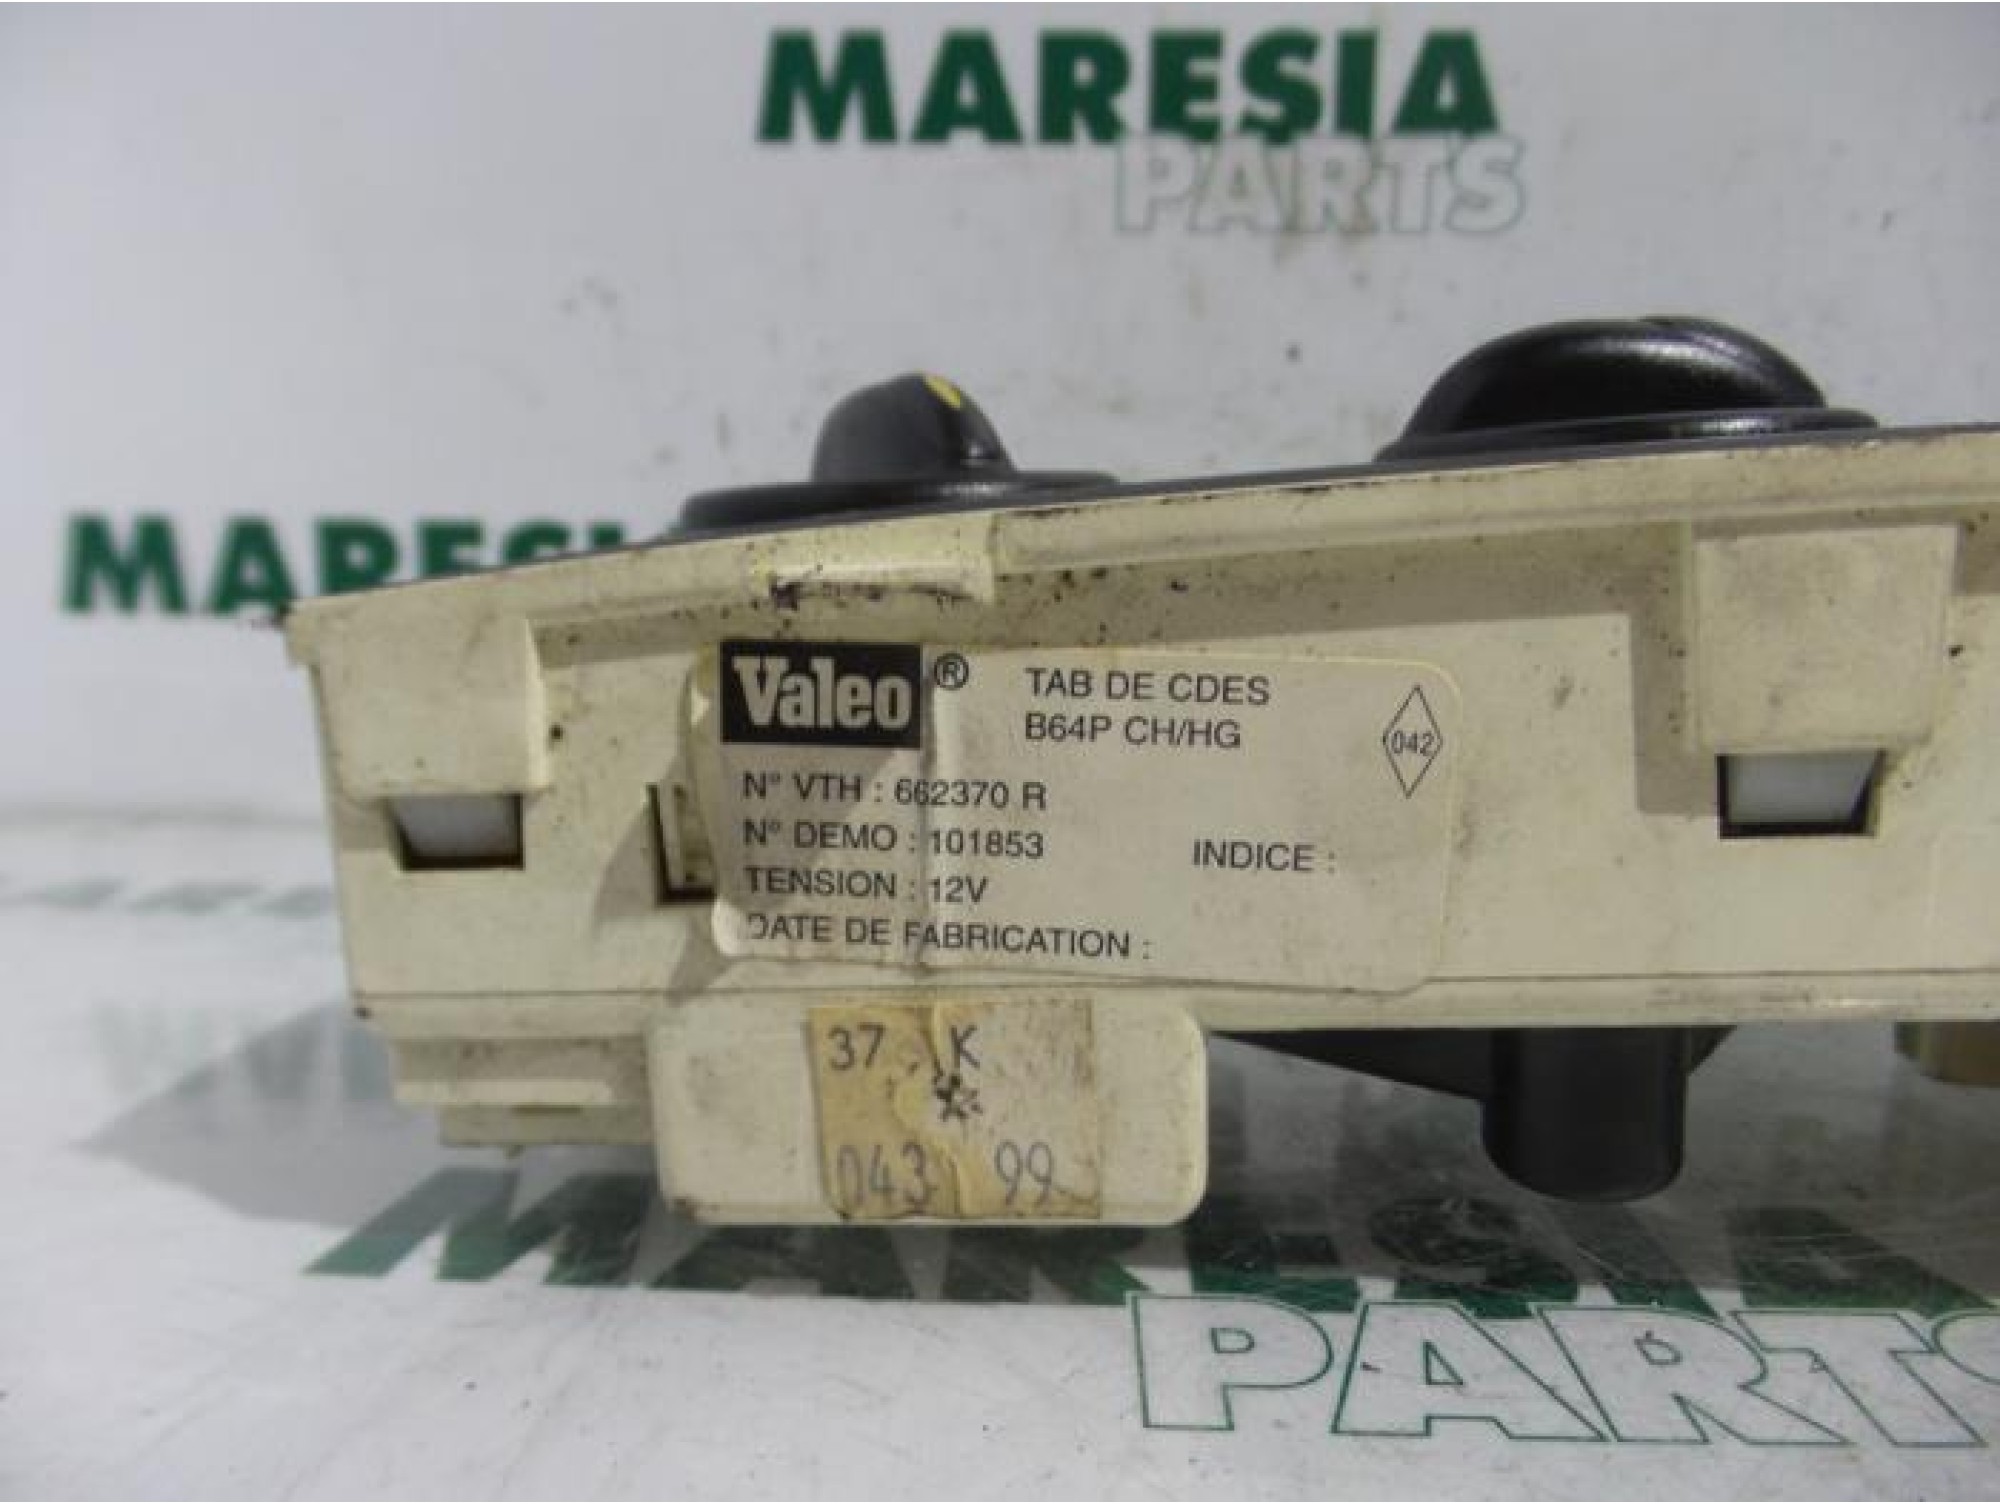 MARESIA
PARTS
MARESI
Valeo ®
TAB DE CDES
B64P CH/HG
042
N° VTH : 662370 R
N° DEMO : 101853
INDICE :
TENSION : 12V
DATE DE FABRICATION :
37 K
043 99
MARESIA
PARTS